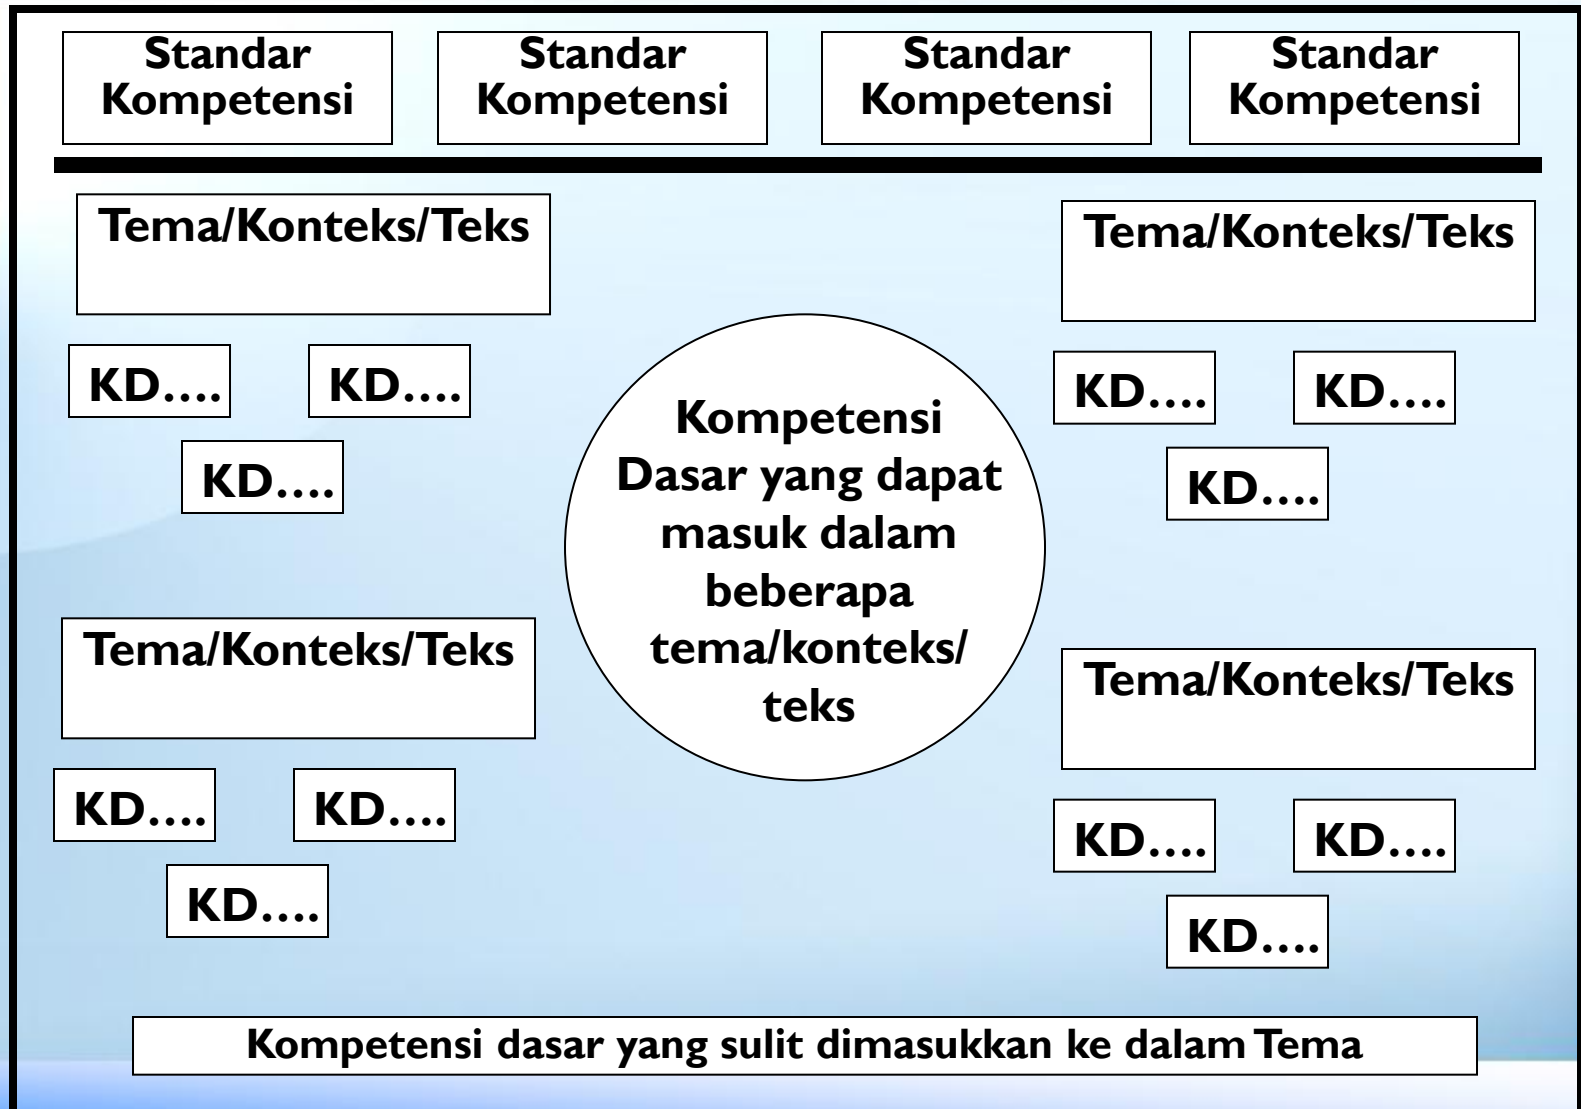 Standar
Kompetensi
Standar
Kompetensi
Standar
Kompetensi
Standar
Kompetensi
Tema/Konteks/Teks
KD....
KD....
KD....
Tema/Konteks/Teks
KD....
KD....
KD....
Kompetensi
Dasar yang dapat
masuk dalam
beberapa
tema/konteks/
teks
Tema/Konteks/Teks
KD....
KD....
KD....
Tema/Konteks/Teks
KD....
KD....
KD....
Kompetensi dasar yang sulit dimasukkan ke dalam Tema